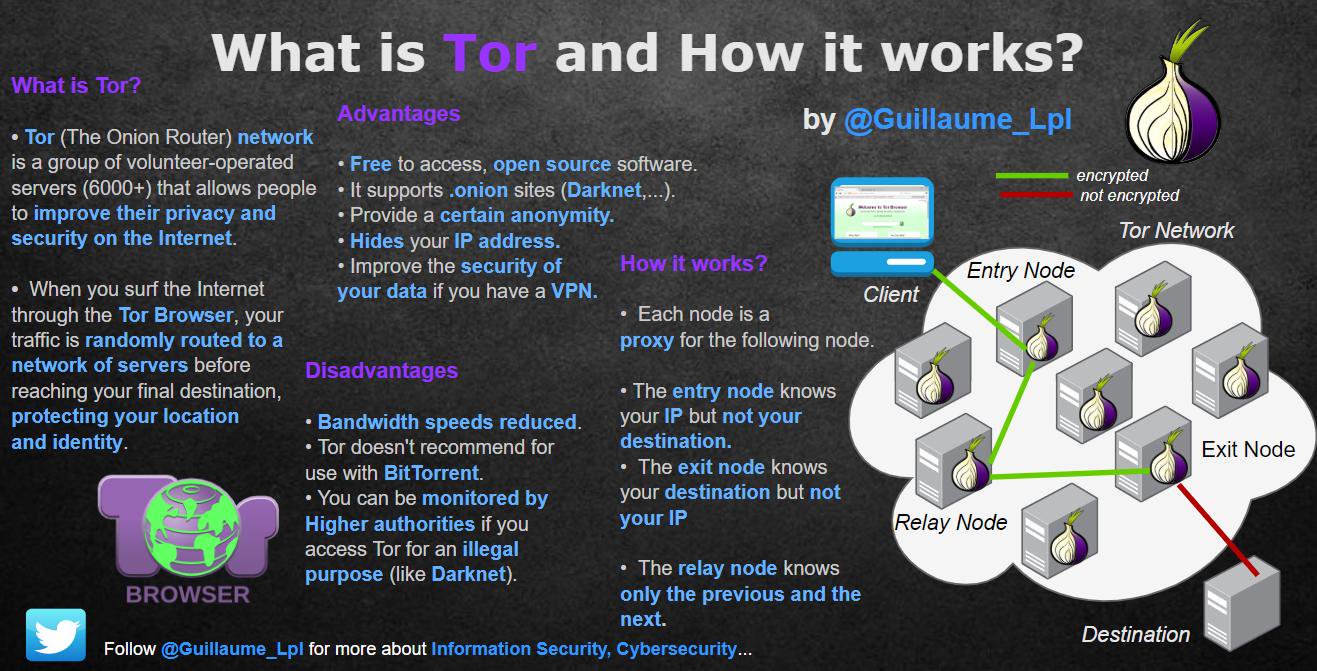 What is Tor and How it works?
by @Guillaume_Lpl
What is Tor?
• Tor (The Onion Router) network
is a group of volunteer-operated
servers (6000+) that allows people
to improve their privacy and
security on the Internet.
• When you surf the Internet
through the Tor Browser, your
traffic is randomly routed to a
network of servers before
reaching your final destination,
protecting your location
and identity.
Tor
BROWSER
Advantages
• Free to access, open source software.
• It supports .onion sites (Darknet,...).
• Provide a certain anonymity.
• Hides your IP address.
• Improve the security of
your data if you have a VPN.
Disadvantages
• Bandwidth speeds reduced.
• Tor doesn't recommend for
use with BitTorrent.
• You can be monitored by
Higher authorities if you
access Tor for an illegal
purpose (like Darknet).
How it works?
• Each node is a
proxy for the following node.
• The entry node knows
your IP but not your
destination.
• The exit node knows
your destination but not
your IP
• The relay node knows
only the previous and the
next.
encrypted
not encrypted
Tor Network
Welcome to Tor Browser
Client
Entry Node
Exit Node
Relay Node
Destination
Follow @Guillaume_Lpl for more about Information Security, Cybersecurity...